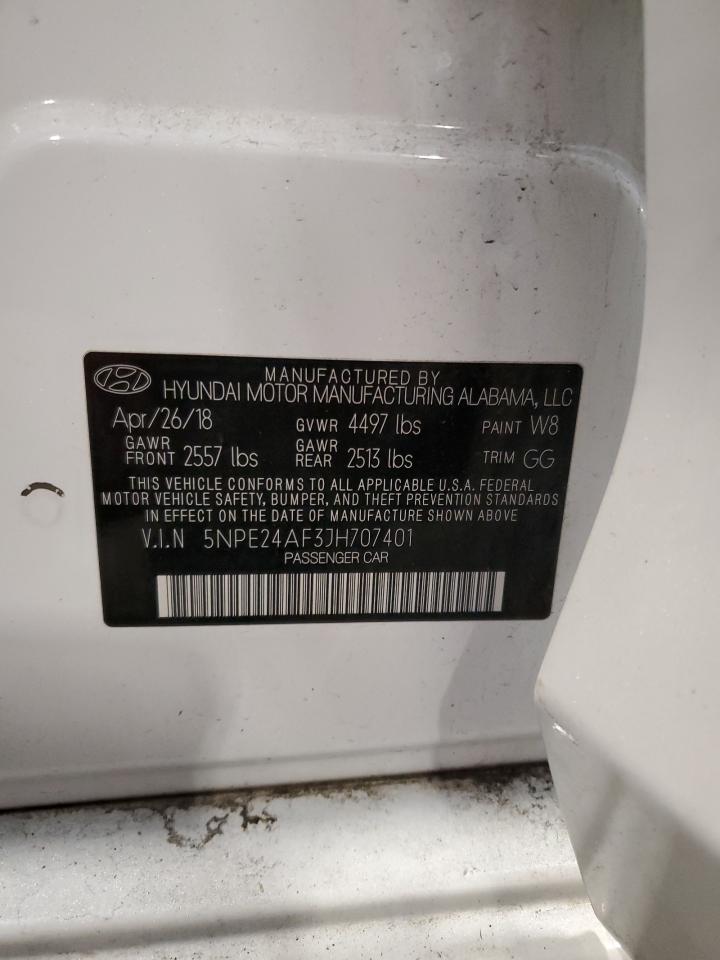 MANUFACTURED BY
HYUNDAI MOTOR MANUFACTURING ALABAMA, LLC
Apr/26/18 GVWR 4497 lbs PAINT W8
GAWR FRONT 2557 lbs GAWR REAR 2513 lbs TRIM GG
THIS VEHICLE CONFORMS TO ALL APPLICABLE U.S.A. FEDERAL
MOTOR VEHICLE SAFETY, BUMPER, AND THEFT PREVENTION STANDARDS
IN EFFECT ON THE DATE OF MANUFACTURE SHOWN ABOVE.
V.I.N 5NPE24AF3JH707401
PASSENGER CAR